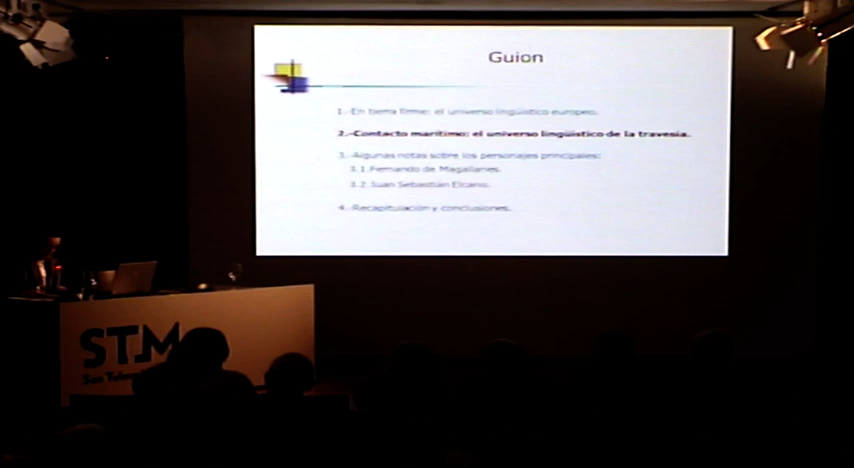 Guion
1.-En tierra firme: el universo lingüístico europeo.
2.-Contacto marítimo: el universo lingüístico de la travesía.
3.-Algunas notas sobre los personajes principales:
3.1.Fernando de Magallanes.
3.2.Juan Sebastián Elcano.
4.-Recapitulación y conclusiones.
STM
San